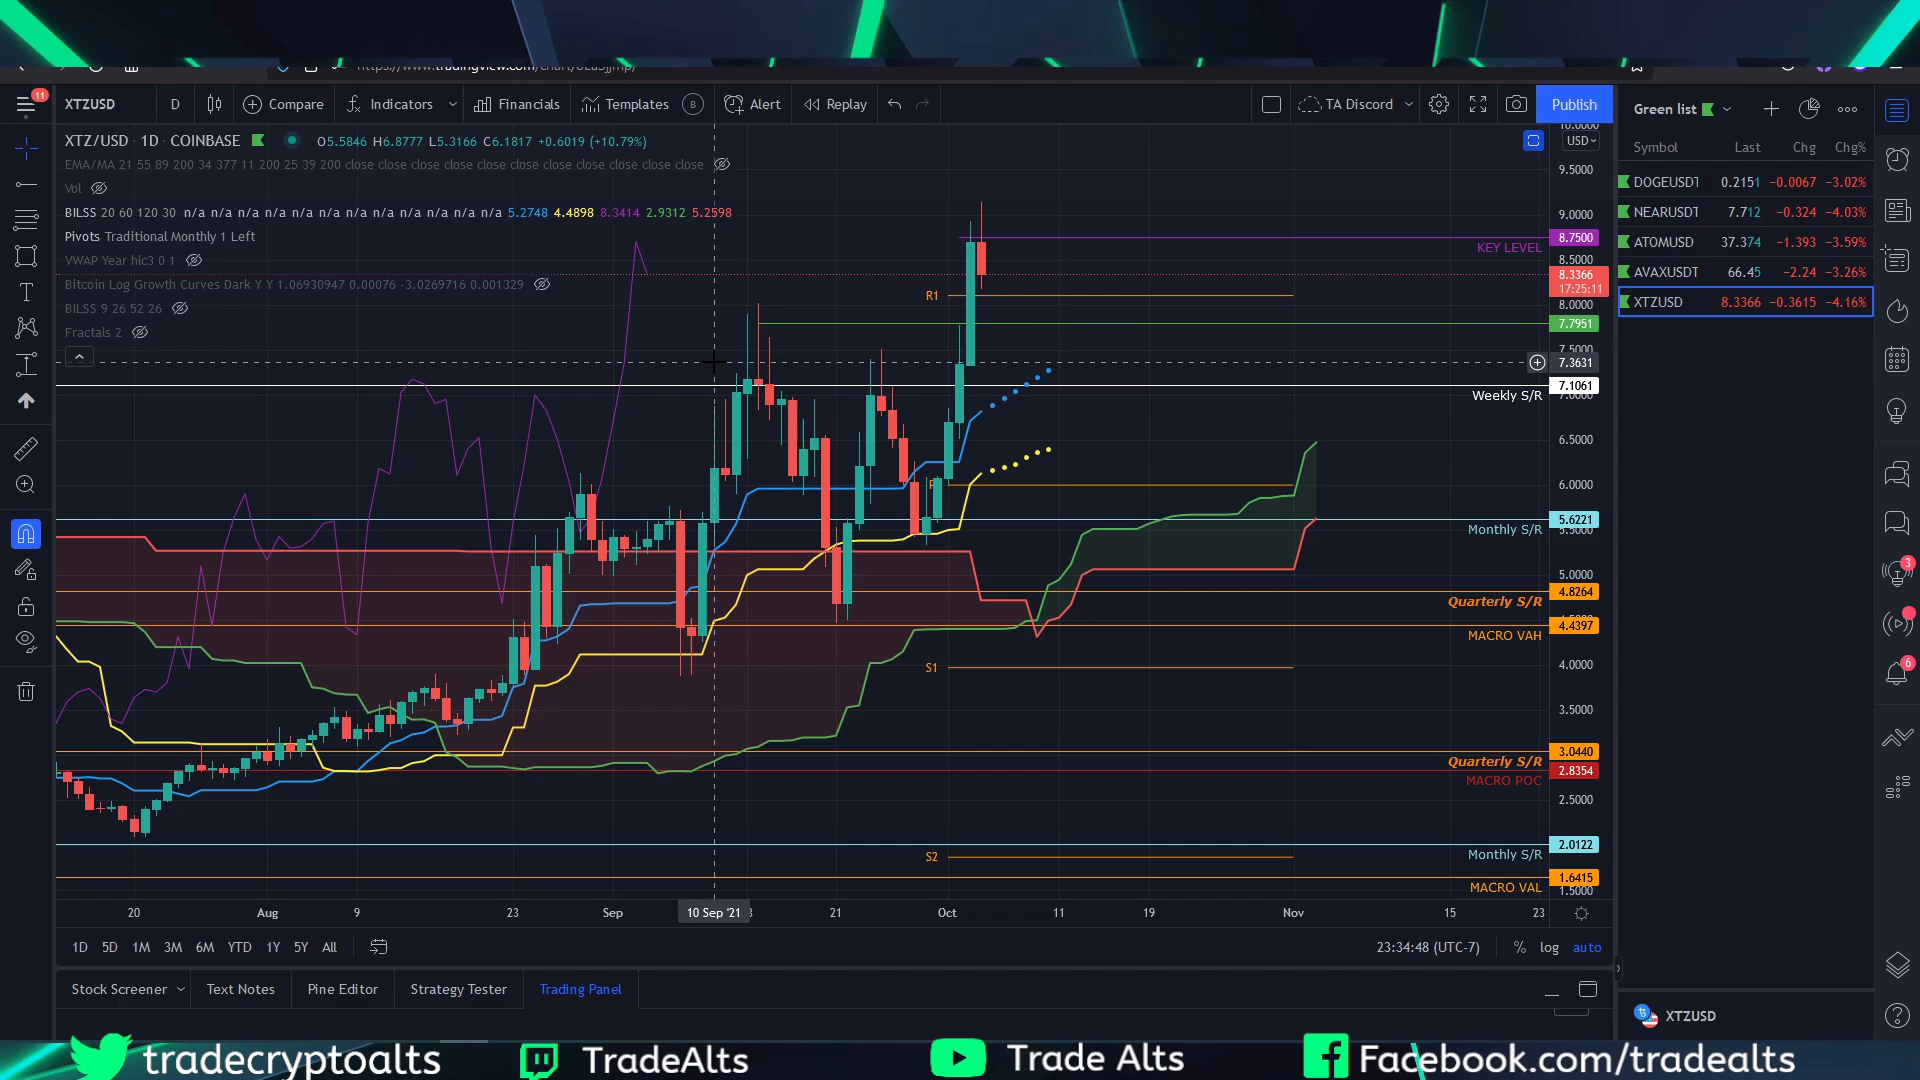 11
XTZUSD D Compare Indicators Financials Templates B Alert Replay TA Discord Publish
Green list
XTZ/USD · 1D · COINBASE O5.5846 H6.8777 L5.3166 C6.1817 +0.6019 (+10.79%)
EMA/MA 21 55 89 200 34 377 11 200 25 39 200 close close close close close close close close close close close
Vol
BILSS 20 60 120 30 n/a n/a n/a n/a n/a n/a n/a n/a n/a n/a n/a n/a 5.2748 4.4898 8.3414 2.9312 5.2598
Pivots Traditional Monthly 1 Left
VWAP Year hlc3 0 1
Bitcoin Log Growth Curves Dark Y Y 1.06930947 0.00076 -3.0269716 0.001329
BILSS 9 26 52 26
Fractals 2
USD
9.5000
9.0000
8.7500
KEY LEVEL
8.5000
8.3366
17:25:11
R1
8.0000
7.7951
7.5000
7.3631
7.1061
Weekly S/R
7.0000
6.5000
6.0000
5.6221
Monthly S/R
5.0000
4.8264
Quarterly S/R
4.4397
MACRO VAH
S1
4.0000
3.5000
3.0440
Quarterly S/R
2.8354
MACRO POC
2.5000
2.0122
Monthly S/R
S2
1.6415
MACRO VAL
1.5000
20 Aug 9 23 Sep 10 Sep '21 21 Oct 11 19 Nov 15 23
1D 5D 1M 3M 6M YTD 1Y 5Y All 23:34:48 (UTC-7) % log auto
Stock Screener Text Notes Pine Editor Strategy Tester Trading Panel
Symbol Last Chg Chg%
DOGEUSDT 0.2151 −0.0067 −3.02%
NEARUSDT 7.712 −0.324 −4.03%
ATOMUSD 37.374 −1.393 −3.59%
AVAXUSDT 66.45 −2.24 −3.26%
XTZUSD 8.3366 −0.3615 −4.16%
3
6
XTZUSD
tradecryptoalts TradeAlts Trade Alts Facebook.com/tradealts